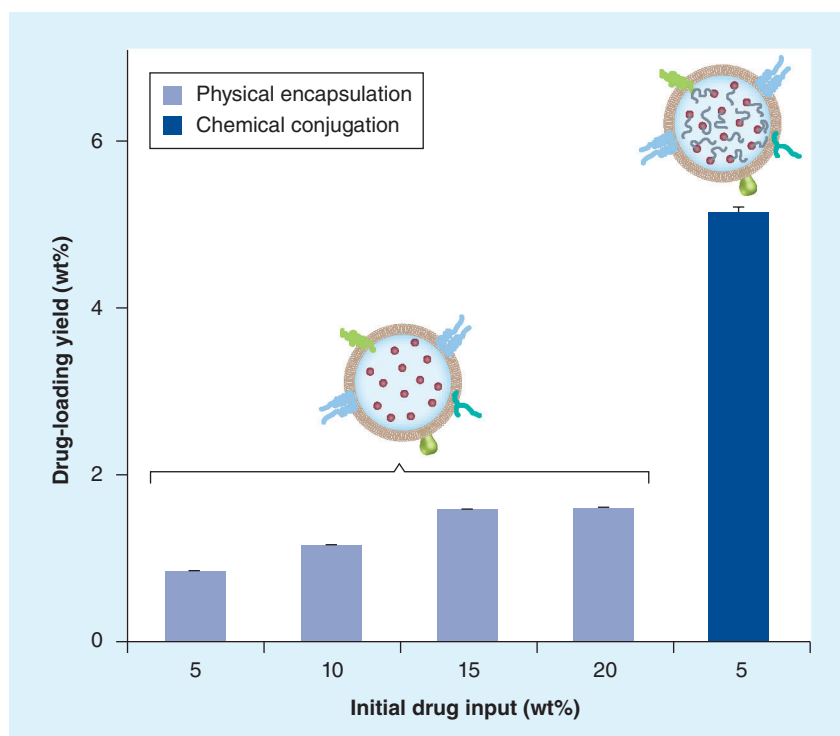 Physical encapsulation
Chemical conjugation
6
4
2
0
Drug-loading yield (wt%)
5 10 15 20 5
Initial drug input (wt%)